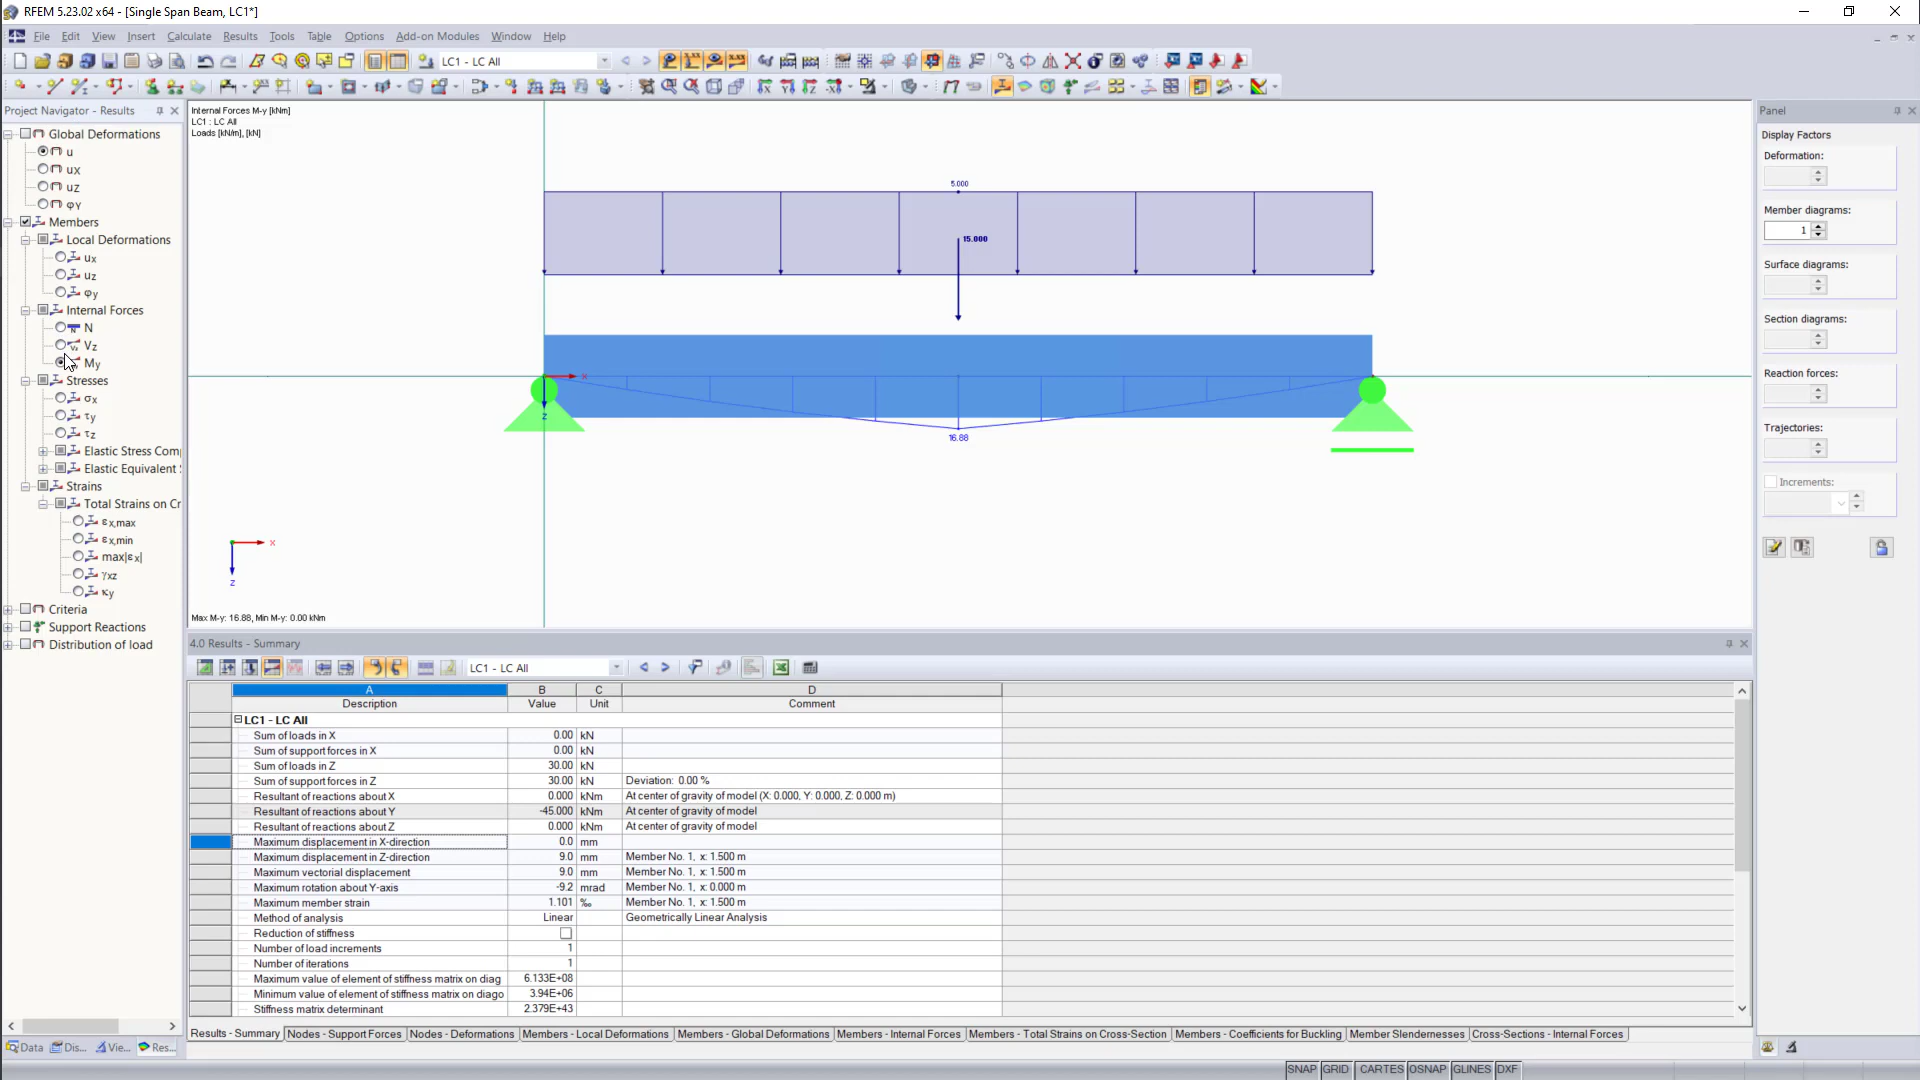 RFEM 5.23.02 x64 - [Single Span Beam, LC1*]
File Edit View Insert Calculate Results Tools Table Options Add-on Modules Window Help
LC1 - LC All
Project Navigator - Results
Global Deformations
u
ux
uz
φY
Members
Local Deformations
ux
uz
φy
Internal Forces
N
Vz
My
Stresses
σx
τy
τz
Elastic Stress Com
Elastic Equivalent
Strains
Total Strains on Cr
εx,max
εx,min
max|εx|
γxz
κy
Criteria
Support Reactions
Distribution of load
Data Dis... Vie... Res...
Internal Forces M-y [kNm]
LC1 : LC All
Loads [kN/m], [kN]
5.000
15.000
x
z
16.88
x
z
Max M-y: 16.88, Min M-y: 0.00 kNm
Panel
Display Factors
Deformation:
Member diagrams:
1
Surface diagrams:
Section diagrams:
Reaction forces:
Trajectories:
Increments:
4.0 Results - Summary
LC1 - LC All
A B C D
Description Value Unit Comment
LC1 - LC All
Sum of loads in X 0.00 kN
Sum of support forces in X 0.00 kN
Sum of loads in Z 30.00 kN
Sum of support forces in Z 30.00 kN Deviation: 0.00 %
Resultant of reactions about X 0.000 kNm At center of gravity of model (X: 0.000, Y: 0.000, Z: 0.000 m)
Resultant of reactions about Y -45.000 kNm At center of gravity of model
Resultant of reactions about Z 0.000 kNm At center of gravity of model
Maximum displacement in X-direction 0.0 mm
Maximum displacement in Z-direction 9.0 mm Member No. 1, x: 1.500 m
Maximum vectorial displacement 9.0 mm Member No. 1, x: 1.500 m
Maximum rotation about Y-axis -9.2 mrad Member No. 1, x: 0.000 m
Maximum member strain 1.101 ‰ Member No. 1, x: 1.500 m
Method of analysis Linear Geometrically Linear Analysis
Reduction of stiffness
Number of load increments 1
Number of iterations 1
Maximum value of element of stiffness matrix on diag 6.133E+08
Minimum value of element of stiffness matrix on diago 3.94E+06
Stiffness matrix determinant 2.379E+43
Results - Summary Nodes - Support Forces Nodes - Deformations Members - Local Deformations Members - Global Deformations Members - Internal Forces Members - Total Strains on Cross-Section Members - Coefficients for Buckling Member Slendernesses Cross-Sections - Internal Forces
SNAP GRID CARTES OSNAP GLINES DXF